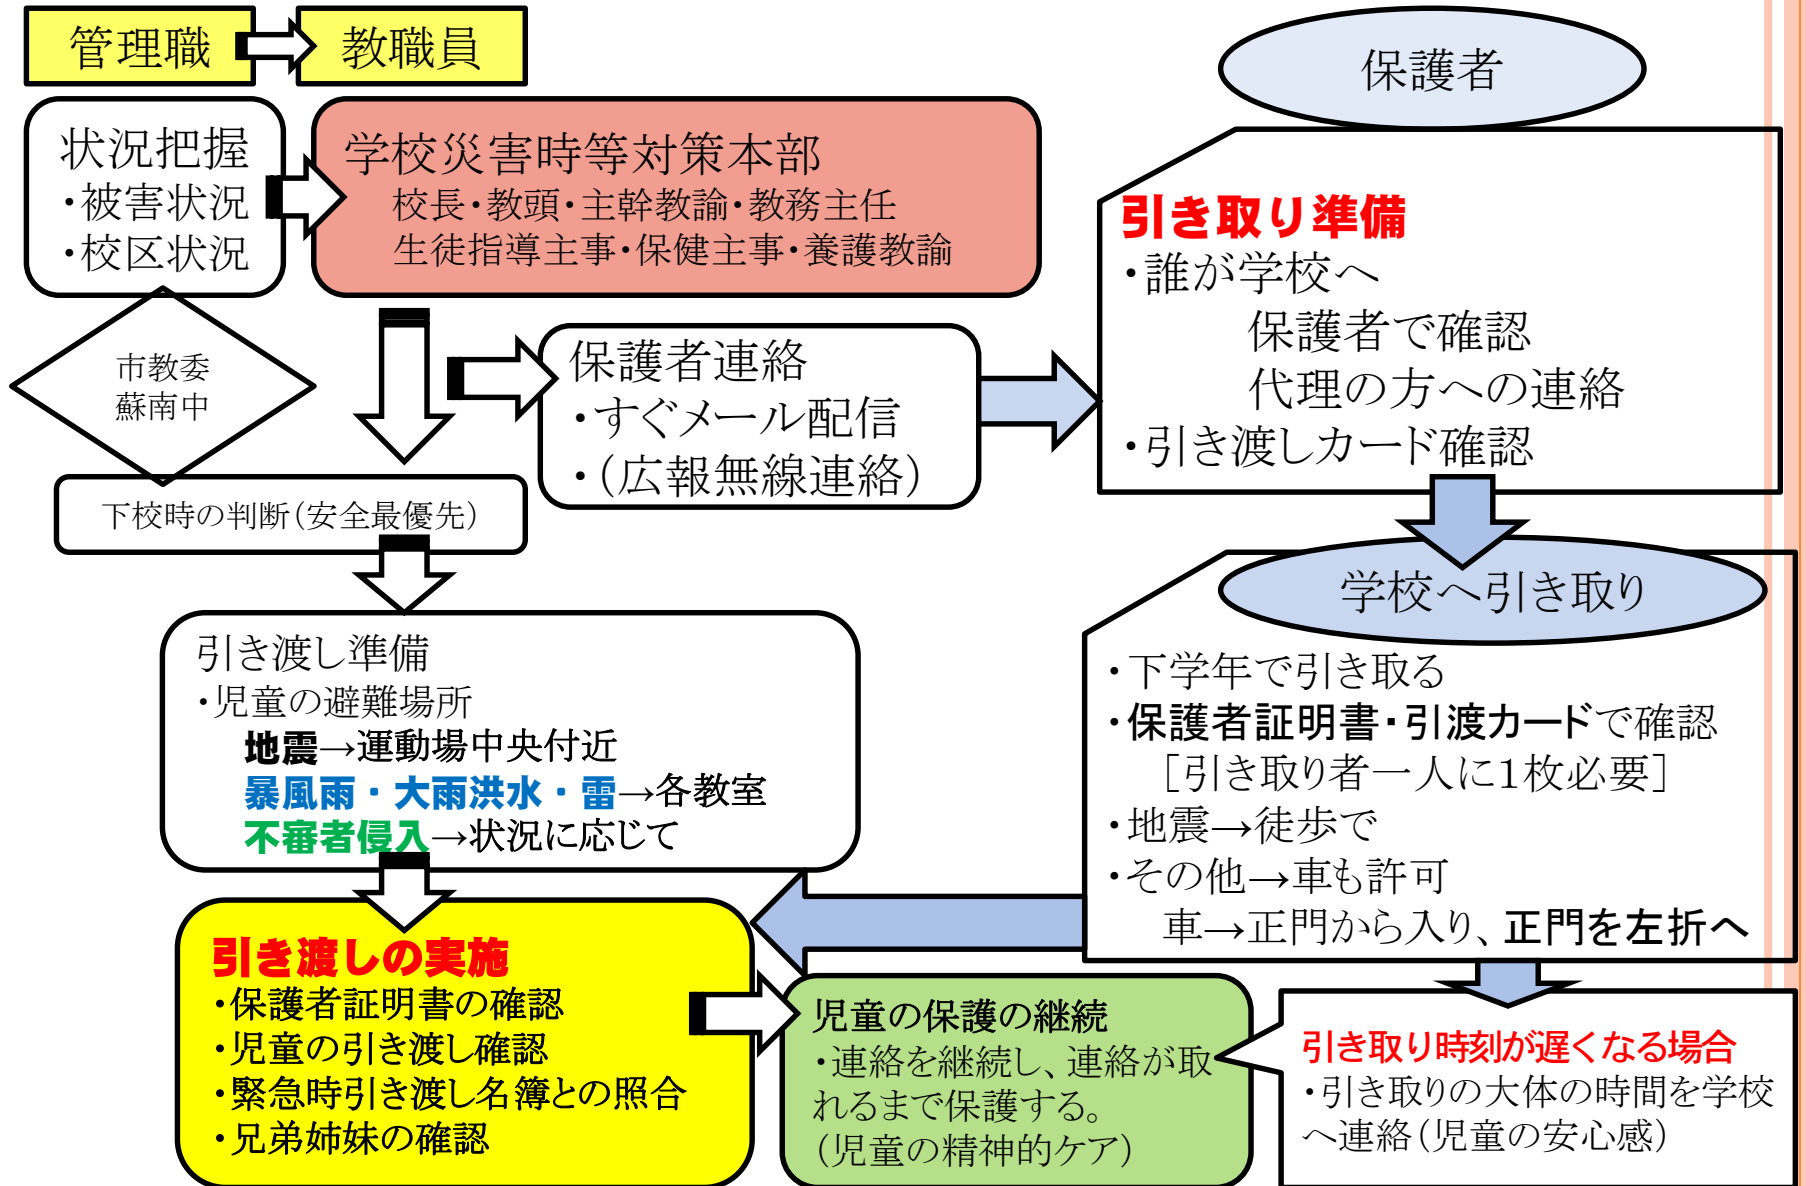 管理職
教職員
状況把握
・被害状況
・校区状況
学校災害時等対策本部
校長・教頭・主幹教諭・教務主任
生徒指導主事・保健主事・養護教諭
市教委
蘇南中
保護者連絡
・すぐメール配信
・(広報無線連絡)
下校時の判断(安全最優先)
引き渡し準備
・児童の避難場所
地震→運動場中央付近
暴風雨・大雨洪水・雷→各教室
不審者侵入→状況に応じて
引き渡しの実施
・保護者証明書の確認
・児童の引き渡し確認
・緊急時引き渡し名簿との照合
・兄弟姉妹の確認
児童の保護の継続
・連絡を継続し、連絡が取
れるまで保護する。
(児童の精神的ケア)
保護者
引き取り準備
・誰が学校へ
保護者で確認
代理の方への連絡
・引き渡しカード確認
学校へ引き取り
・下学年で引き取る
・保護者証明書・引渡カードで確認
[引き取り者一人に1枚必要]
・地震→徒歩で
・その他→車も許可
車→正門から入り、正門を左折へ
引き取り時刻が遅くなる場合
・引き取りの大体の時間を学校
へ連絡(児童の安心感)